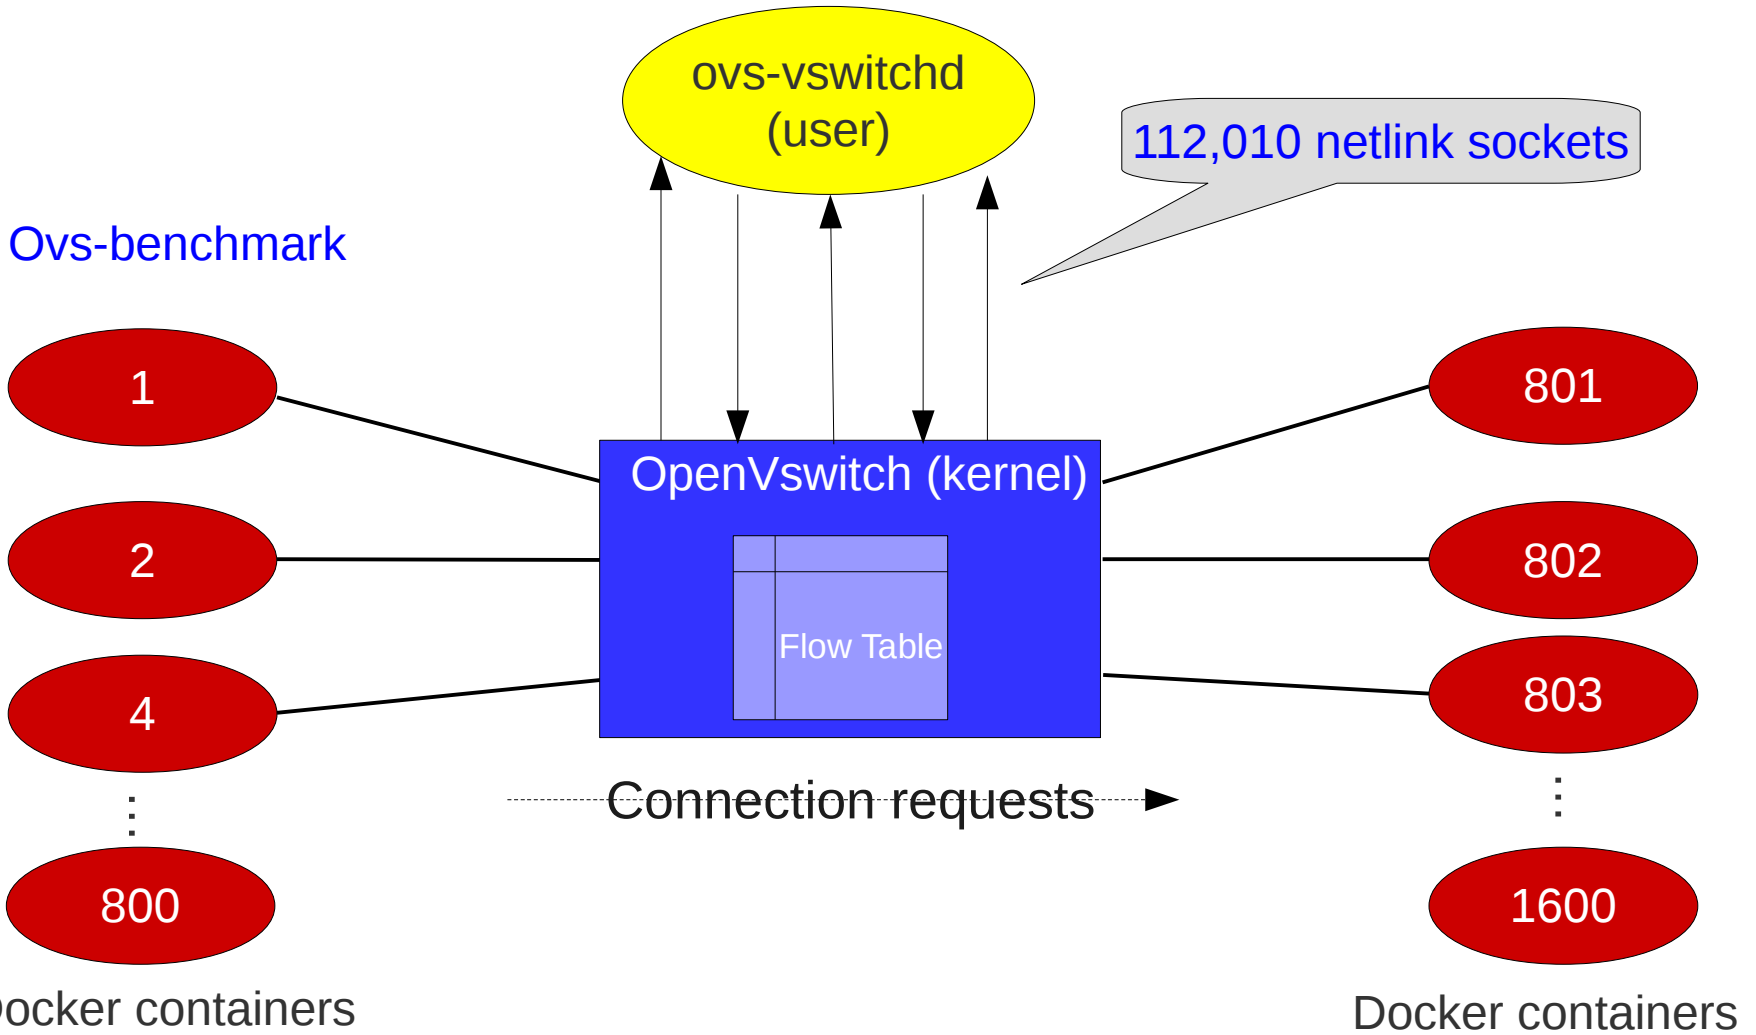 ovs-vswitchd
(user)
112,010 netlink sockets
Ovs-benchmark
1
801
OpenVswitch (kernel)
2
802
Flow Table
4
803
Connection requests
800
1600
Docker containers
Docker containers